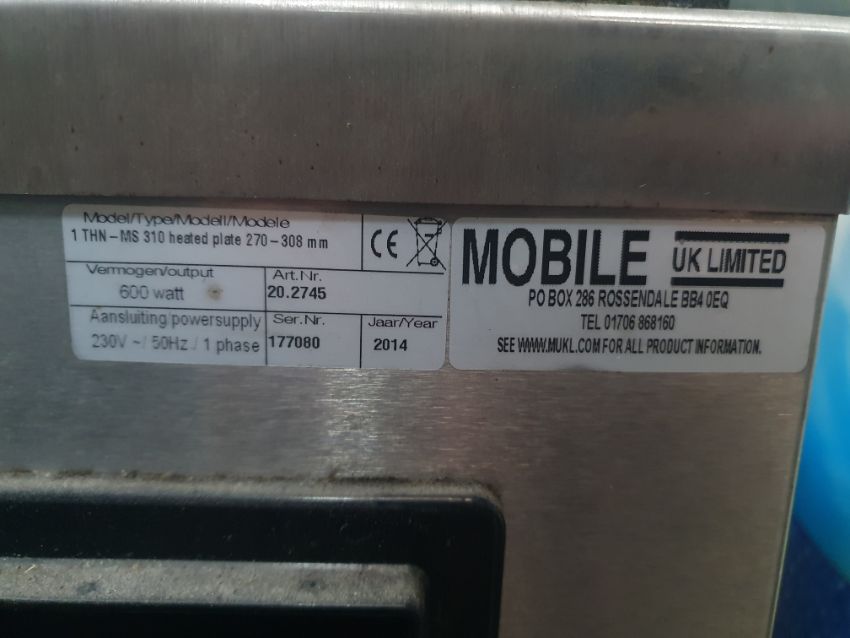 Model/Type/Modell/Modele
1 THN - MS 310 heated plate 270 - 308 mm
CE
Vermogen/output
600 watt
Art.Nr.
20.2745
Aansluiting/powersupply
230V ~/ 50Hz / 1 phase
Ser.Nr.
177080
Jaar/Year
2014
MOBILE UK LIMITED
PO BOX 286 ROSSENDALE BB4 0EQ
TEL 01706 868160
SEE WWW.MUKL.COM FOR ALL PRODUCT INFORMATION.